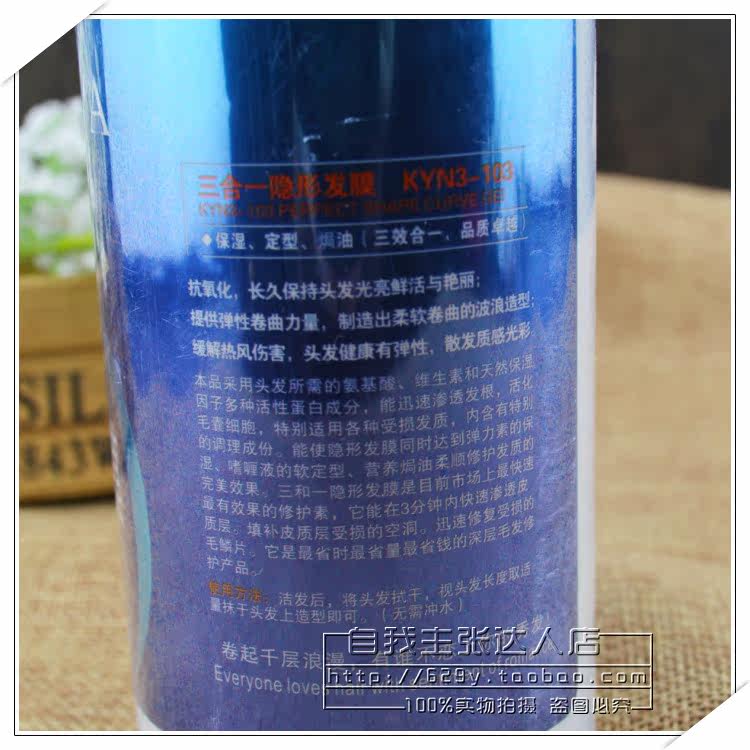 A
三合一隐形发膜 KYN3-103
KYN3-103 PERFECT SHAPE CURVE GEL
◆保湿、定型、焗油（三效合一、品质卓越）
抗氧化，长久保持头发光亮鲜活与艳丽；
提供弹性卷曲力量，制造出柔软卷曲的波浪造型；
缓解热风伤害，头发健康有弹性，散发质感光彩.
本品采用头发所需的氨基酸、维生素和天然保湿
因子多种活性蛋白成分，能迅速渗透发根，活化
毛囊细胞，特别适用各种受损发质，内含有特别
的调理成份。能使隐形发膜同时达到弹力素的保
湿、嗜喱液的软定型、营养焗油柔顺修护发质的
完美效果。三和一隐形发膜是目前市场上最快速
最有效果的修护素，它能在3分钟内快速渗透皮
质层。填补皮质层受损的空洞。迅速修复受损的
毛鳞片。它是最省时最省量最省钱的深层毛发修
护产品。
使用方法：洁发后，将头发拭干，视头发长度取适
量抹于头发上造型即可。（无需冲水）
卷起千层浪漫，有谁不
Everyone loves hair with
SIL
843W
自我主张达人店
http://629y.taobao.com
100%实物拍摄 盗图必究